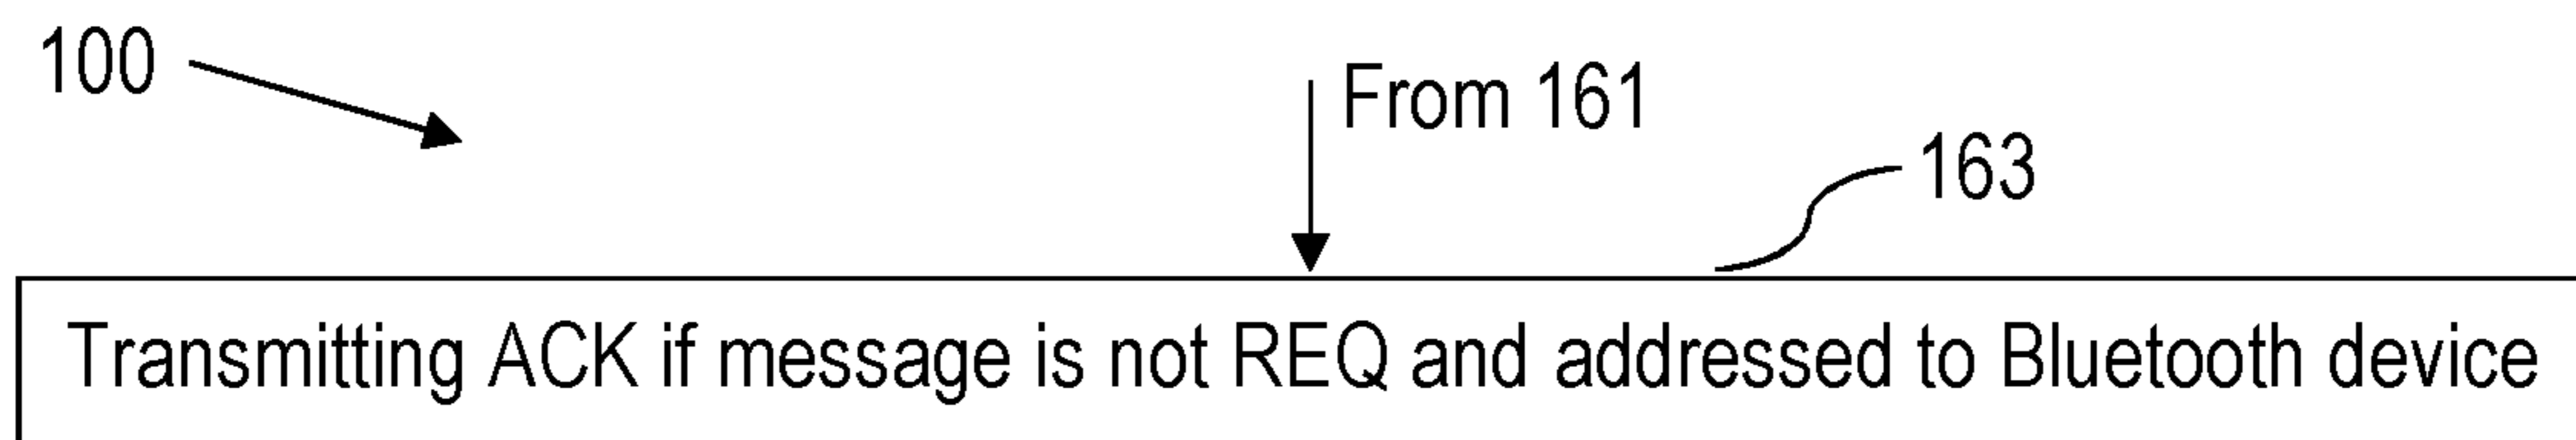 100
From 161
163
Transmitting ACK if message is not REQ and addressed to Bluetooth device